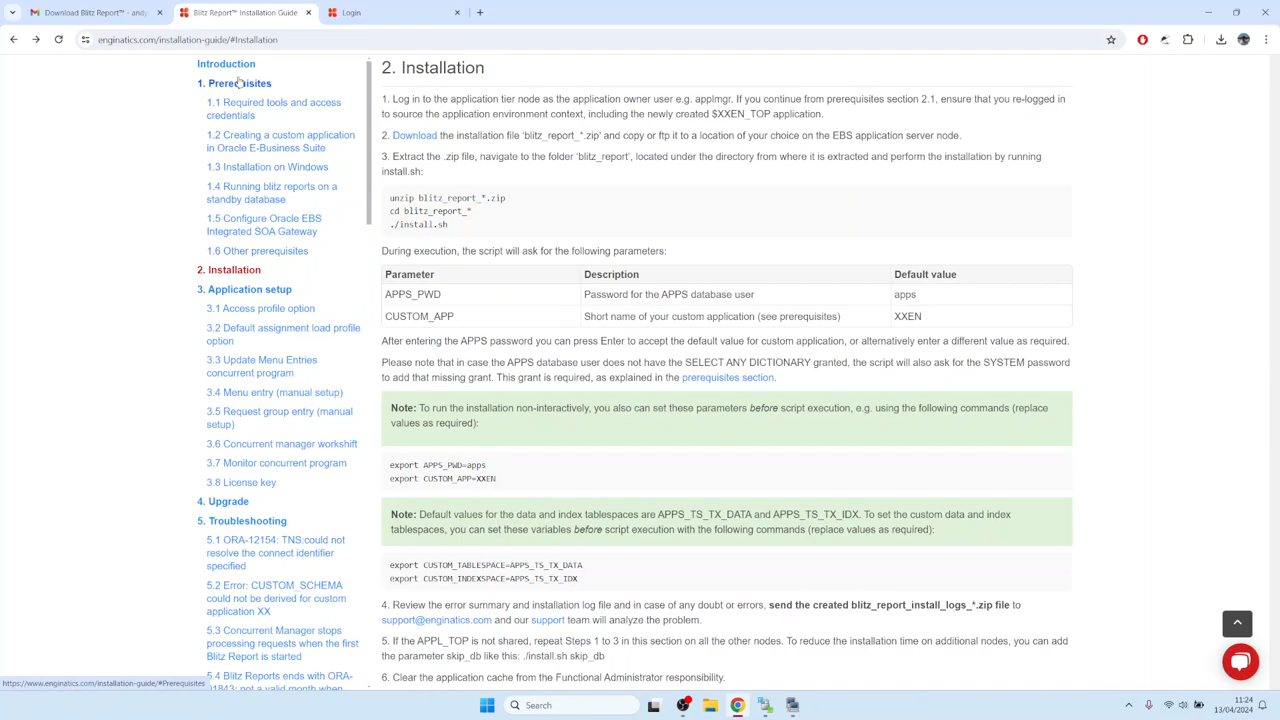 Download Blitz Report™ - andy
Blitz Report™ Installation Guide
Login
enginatics.com/installation-guide/#Installation
Introduction
1. Prerequisites
1.1 Required tools and access
credentials
1.2 Creating a custom application
in Oracle E-Business Suite
1.3 Installation on Windows
1.4 Running blitz reports on a
standby database
1.5 Configure Oracle EBS
Integrated SOA Gateway
1.6 Other prerequisites
2. Installation
3. Application setup
3.1 Access profile option
3.2 Default assignment load profile
option
3.3 Update Menu Entries
concurrent program
3.4 Menu entry (manual setup)
3.5 Request group entry (manual
setup)
3.6 Concurrent manager workshift
3.7 Monitor concurrent program
3.8 License key
4. Upgrade
5. Troubleshooting
5.1 ORA-12154: TNS:could not
resolve the connect identifier
specified
5.2 Error: CUSTOM_SCHEMA
could not be derived for custom
application XX
5.3 Concurrent Manager stops
processing requests when the first
Blitz Report is started
5.4 Blitz Reports ends with ORA-
01843: not a valid month when
2. Installation
1. Log in to the application tier node as the application owner user e.g. applmgr. If you continue from prerequisites section 2.1, ensure that you re-logged in
to source the application environment context, including the newly created $XXEN_TOP application.
2. Download the installation file 'blitz_report_*.zip' and copy or ftp it to a location of your choice on the EBS application server node.
3. Extract the .zip file, navigate to the folder 'blitz_report', located under the directory from where it is extracted and perform the installation by running
install.sh:
unzip blitz_report_*.zip
cd blitz_report_*
./install.sh
During execution, the script will ask for the following parameters:
Parameter Description Default value
APPS_PWD Password for the APPS database user apps
CUSTOM_APP Short name of your custom application (see prerequisites) XXEN
After entering the APPS password you can press Enter to accept the default value for custom application, or alternatively enter a different value as required.
Please note that in case the APPS database user does not have the SELECT ANY DICTIONARY granted, the script will also ask for the SYSTEM password
to add that missing grant. This grant is required, as explained in the prerequisites section.
Note: To run the installation non-interactively, you also can set these parameters before script execution, e.g. using the following commands (replace
values as required):
export APPS_PWD=apps
export CUSTOM_APP=XXEN
Note: Default values for the data and index tablespaces are APPS_TS_TX_DATA and APPS_TS_TX_IDX. To set the custom data and index
tablespaces, you can set these variables before script execution with the following commands (replace values as required):
export CUSTOM_TABLESPACE=APPS_TS_TX_DATA
export CUSTOM_INDEXSPACE=APPS_TS_TX_IDX
4. Review the error summary and installation log file and in case of any doubt or errors, send the created blitz_report_install_logs_*.zip file to
support@enginatics.com and our support team will analyze the problem.
5. If the APPL_TOP is not shared, repeat Steps 1 to 3 in this section on all the other nodes. To reduce the installation time on additional nodes, you can add
the parameter skip_db like this: ./install.sh skip_db
6. Clear the application cache from the Functional Administrator responsibility.
https://www.enginatics.com/installation-guide/#Prerequisites
Search
11:24
13/04/2024